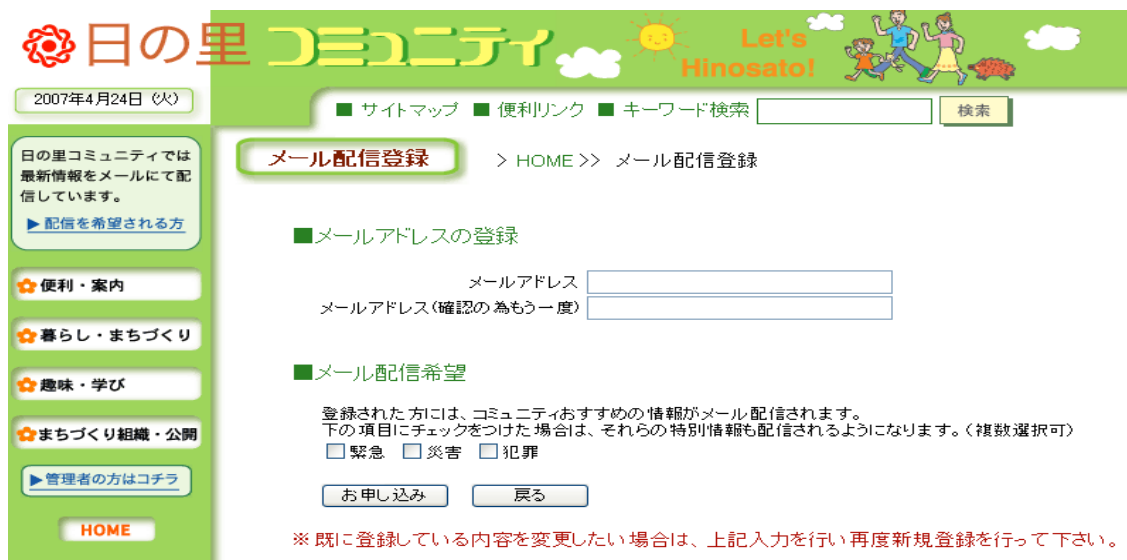 日の里 コミュニティ
Let's
Hinosato!
2007年4月24日 (火)
■ サイトマップ ■ 便利リンク ■ キーワード検索 検索
日の里コミュニティでは
最新情報をメールにて配
信しています。
▶配信を希望される方
便利・案内
暮らし・まちづくり
趣味・学び
まちづくり組織・公開
▶管理者の方はコチラ
HOME
メール配信登録 > HOME >> メール配信登録
■メールアドレスの登録
メールアドレス
メールアドレス(確認の為もう一度)
■メール配信希望
登録された方には、コミュニティおすすめの情報がメール配信されます。
下の項目にチェックをつけた場合は、それらの特別情報も配信されるようになります。(複数選択可)
緊急 災害 犯罪
お申し込み 戻る
※既に登録している内容を変更したい場合は、上記入力を行い再度新規登録を行って下さい。